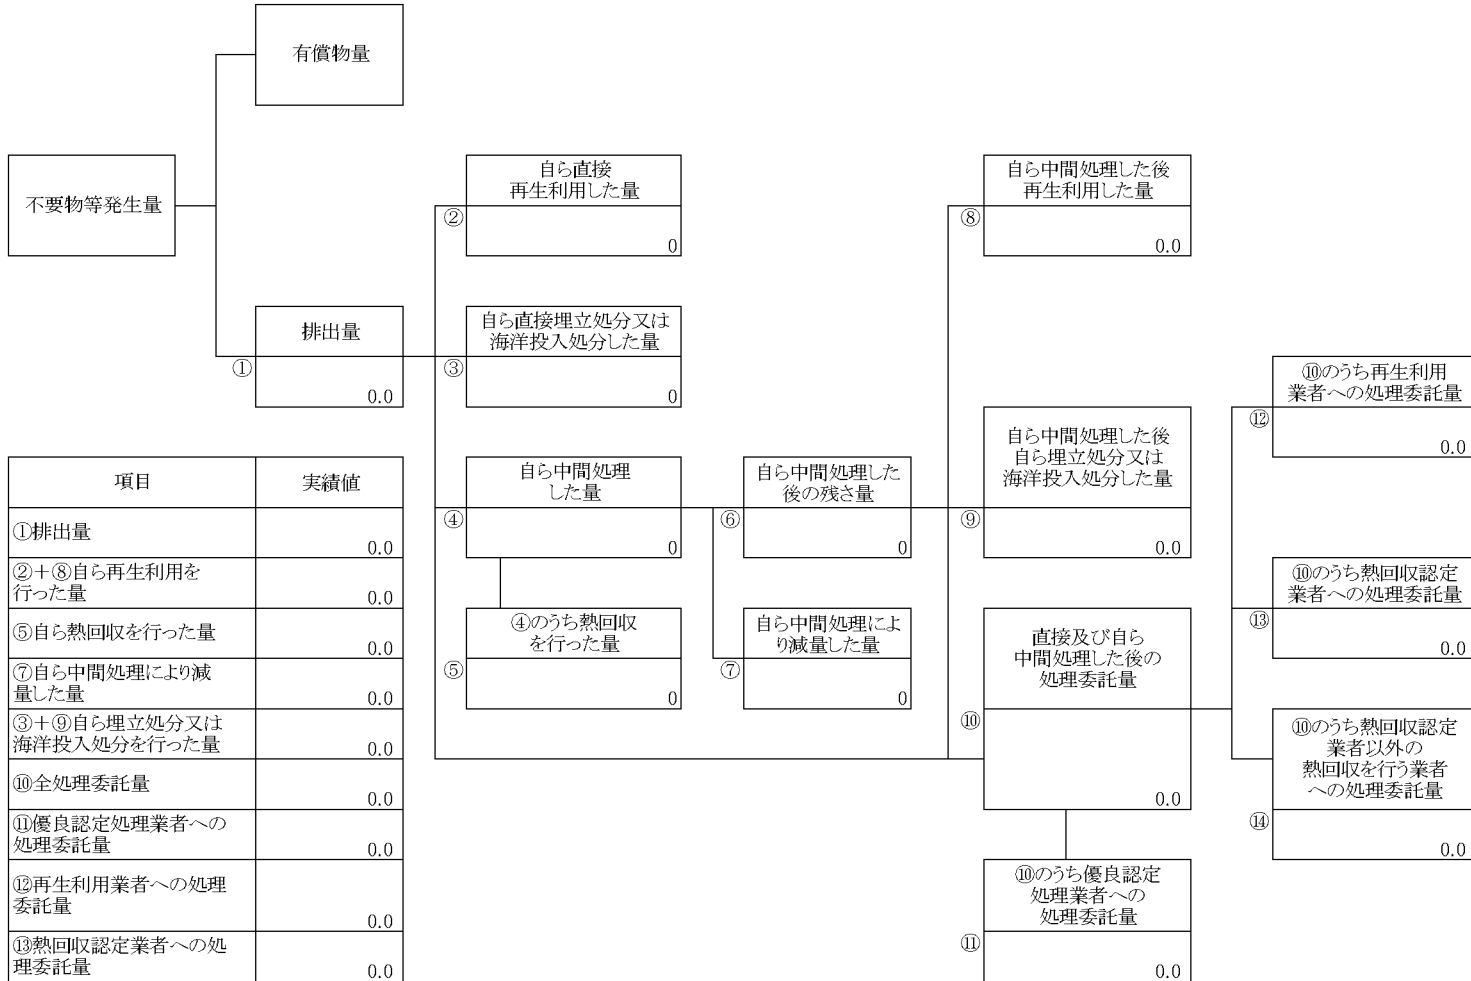 有償物量
不要物等発生量
自ら直接
再生利用した量
②
0
自ら中間処理した後
再生利用した量
⑧
0.0
排出量
①
0.0
自ら直接埋立処分又は
海洋投入処分した量
③
0
⑩のうち再生利用
業者への処理委託量
⑫
0.0
自ら中間処理
した量
④
0
自ら中間処理した
後の残さ量
⑥
0
自ら中間処理した後
自ら埋立処分又は
海洋投入処分した量
⑨
0.0
④のうち熱回収
を行った量
⑤
0
自ら中間処理によ
り減量した量
⑦
0
直接及び自ら
中間処理した後の
処理委託量
⑩
0.0
⑩のうち熱回収認定
業者への処理委託量
⑬
0.0
⑩のうち熱回収認定
業者以外の
熱回収を行う業者
への処理委託量
⑭
0.0
⑩のうち優良認定
処理業者への
処理委託量
⑪
0.0
項目 実績値
①排出量
0.0
②+⑧自ら再生利用を
行った量
0.0
⑤自ら熱回収を行った量
0.0
⑦自ら中間処理により減
量した量
0.0
③+⑨自ら埋立処分又は
海洋投入処分を行った量
0.0
⑩全処理委託量
0.0
⑪優良認定処理業者への
処理委託量
0.0
⑫再生利用業者への処理
委託量
0.0
⑬熱回収認定業者への処
理委託量
0.0